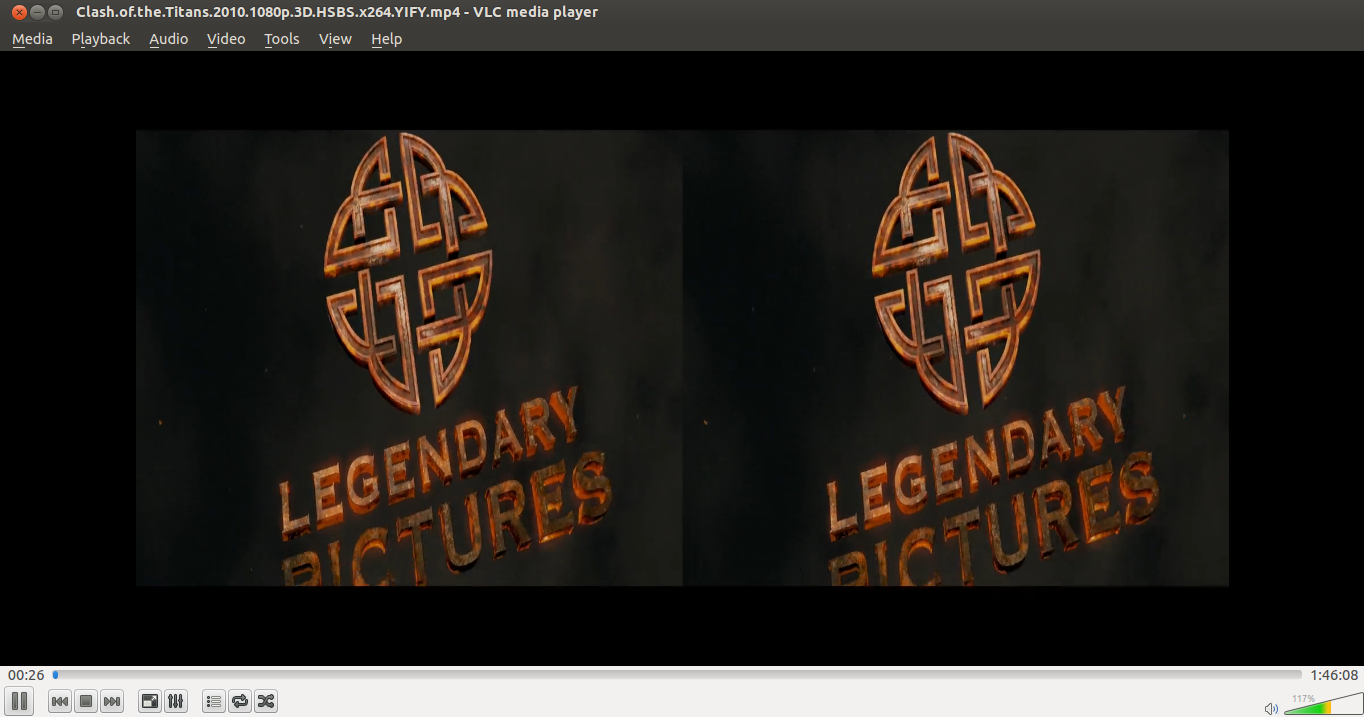 Clash.of.the.Titans.2010.1080p.3D.HSBS.x264.YIFY.mp4 - VLC media player
Media Playback Audio Video Tools View Help
LEGENDARY LEGENDARY
PICTURES PICTURES
00:26 1:46:08
117%